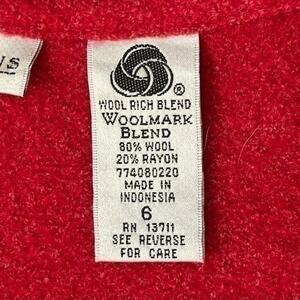 ®
WOOL RICH BLEND
WOOLMARK
BLEND
80% WOOL
20% RAYON
774080220
MADE IN
INDONESIA
6
RN 13711
SEE REVERSE
FOR CARE